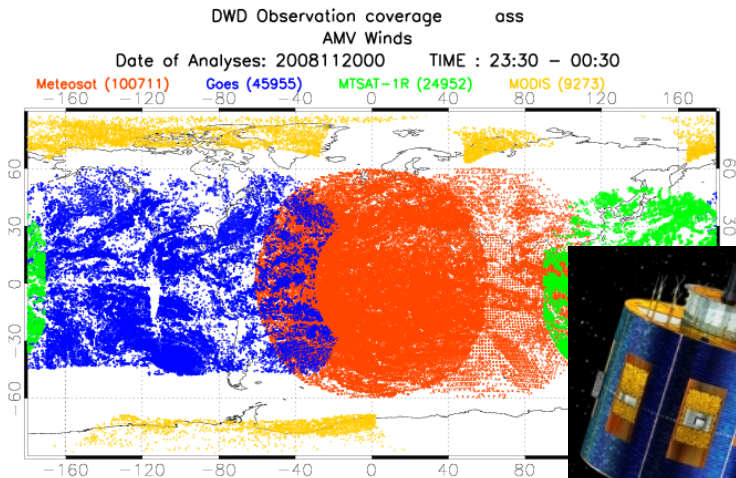 DWD Observation coverage ass
AMV Winds
Date of Analyses: 2008112000 TIME : 23:30 - 00:30
Meteosat (100711) Goes (45955) MTSAT-1R (24952) MODIS (9273)
-160 -120 -80 -40 0 40 80 120 160
60 60
30 30
0 0
-30
-60
-160 -120 -80 -40 0 40 80